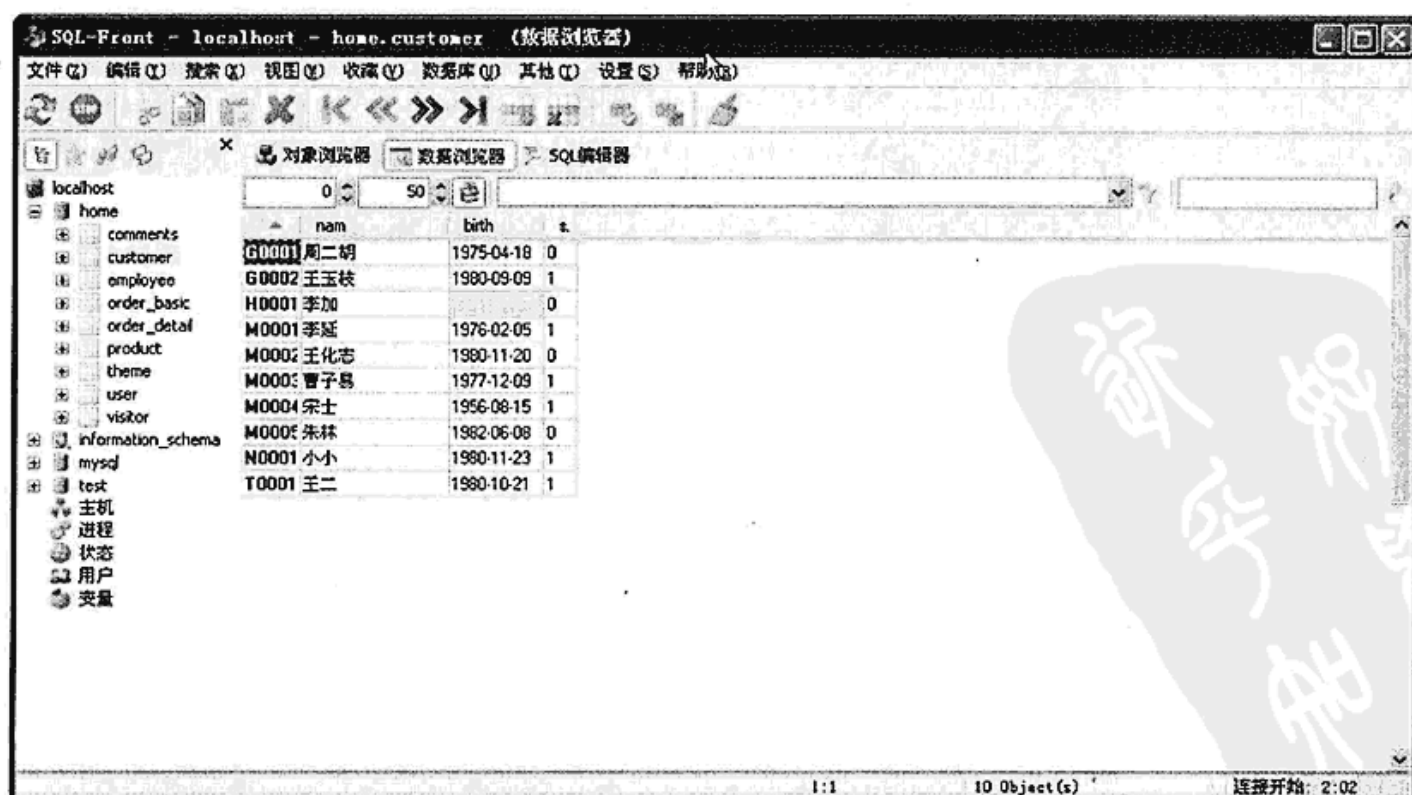 SQL-Front - localhost - home.customer (数据浏览器)
文件(Z) 编辑(Y) 搜索(X) 视图(W) 收藏(V) 数据库(U) 其他(T) 设置(S) 帮助(R)
对象浏览器 数据浏览器 SQL编辑器
localhost
home
comments
customer
employee
order_basic
order_detail
product
theme
user
visitor
information_schema
mysql
test
主机
进程
状态
用户
变量
0 50
nam birth s.
G0001 周二胡 1975-04-18 0
G0002 王玉枝 1980-09-09 1
H0001 李加 0
M0001 李延 1976-02-05 1
M0002 王化志 1980-11-20 0
M0003 曹子易 1977-12-09 1
M0004 宋士 1956-08-15 1
M0005 朱林 1982-06-08 0
N0001 小小 1980-11-23 1
T0001 王二 1980-10-21 1
1:1 10 Object(s) 连接开始: 2:02